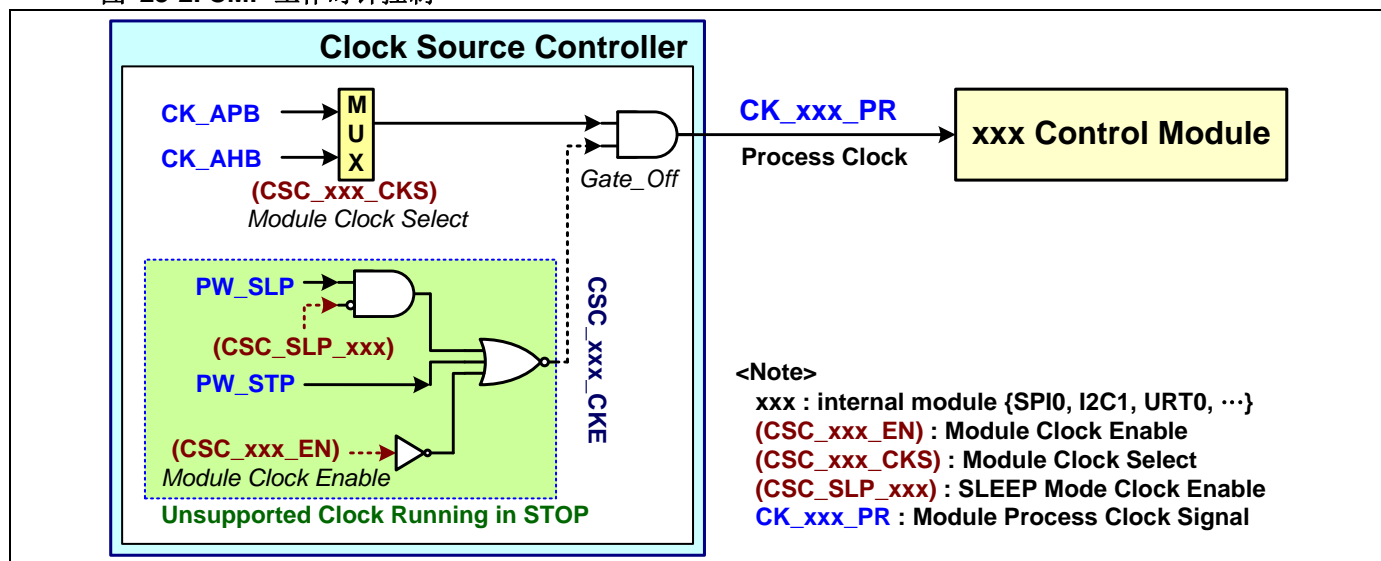 Clock Source Controller
CK_APB
CK_AHB
M
U
X
(CSC_xxx_CKS)
Module Clock Select
Gate_Off
CK_xxx_PR
Process Clock
xxx Control Module
PW_SLP
(CSC_SLP_xxx)
PW_STP
(CSC_xxx_EN)
Module Clock Enable
Unsupported Clock Running in STOP
CSC_xxx_CKE
<Note>
xxx : internal module {SPI0, I2C1, URT0, ⋯}
(CSC_xxx_EN) : Module Clock Enable
(CSC_xxx_CKS) : Module Clock Select
(CSC_SLP_xxx) : SLEEP Mode Clock Enable
CK_xxx_PR : Module Process Clock Signal